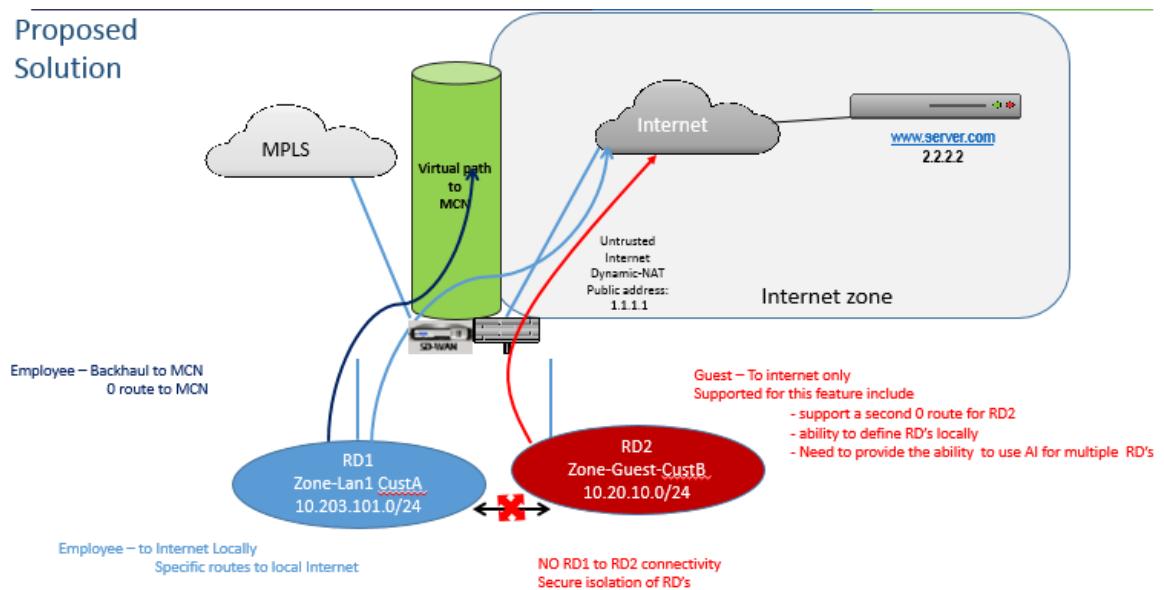 Proposed
Solution
MPLS
Virtual path
to
MCN
Internet
www.server.com
2.2.2.2
Untrusted
Internet
Dynamic-NAT
Public address:
1.1.1.1
Internet zone
SD-WAN
Employee – Backhaul to MCN
0 route to MCN
Guest – To internet only
Supported for this feature include
- support a second 0 route for RD2
- ability to define RD's locally
- Need to provide the ability to use AI for multiple RD's
RD1
Zone-Lan1 CustA
10.203.101.0/24
RD2
Zone-Guest-CustB
10.20.10.0/24
Employee – to Internet Locally
Specific routes to local Internet
NO RD1 to RD2 connectivity
Secure isolation of RD's